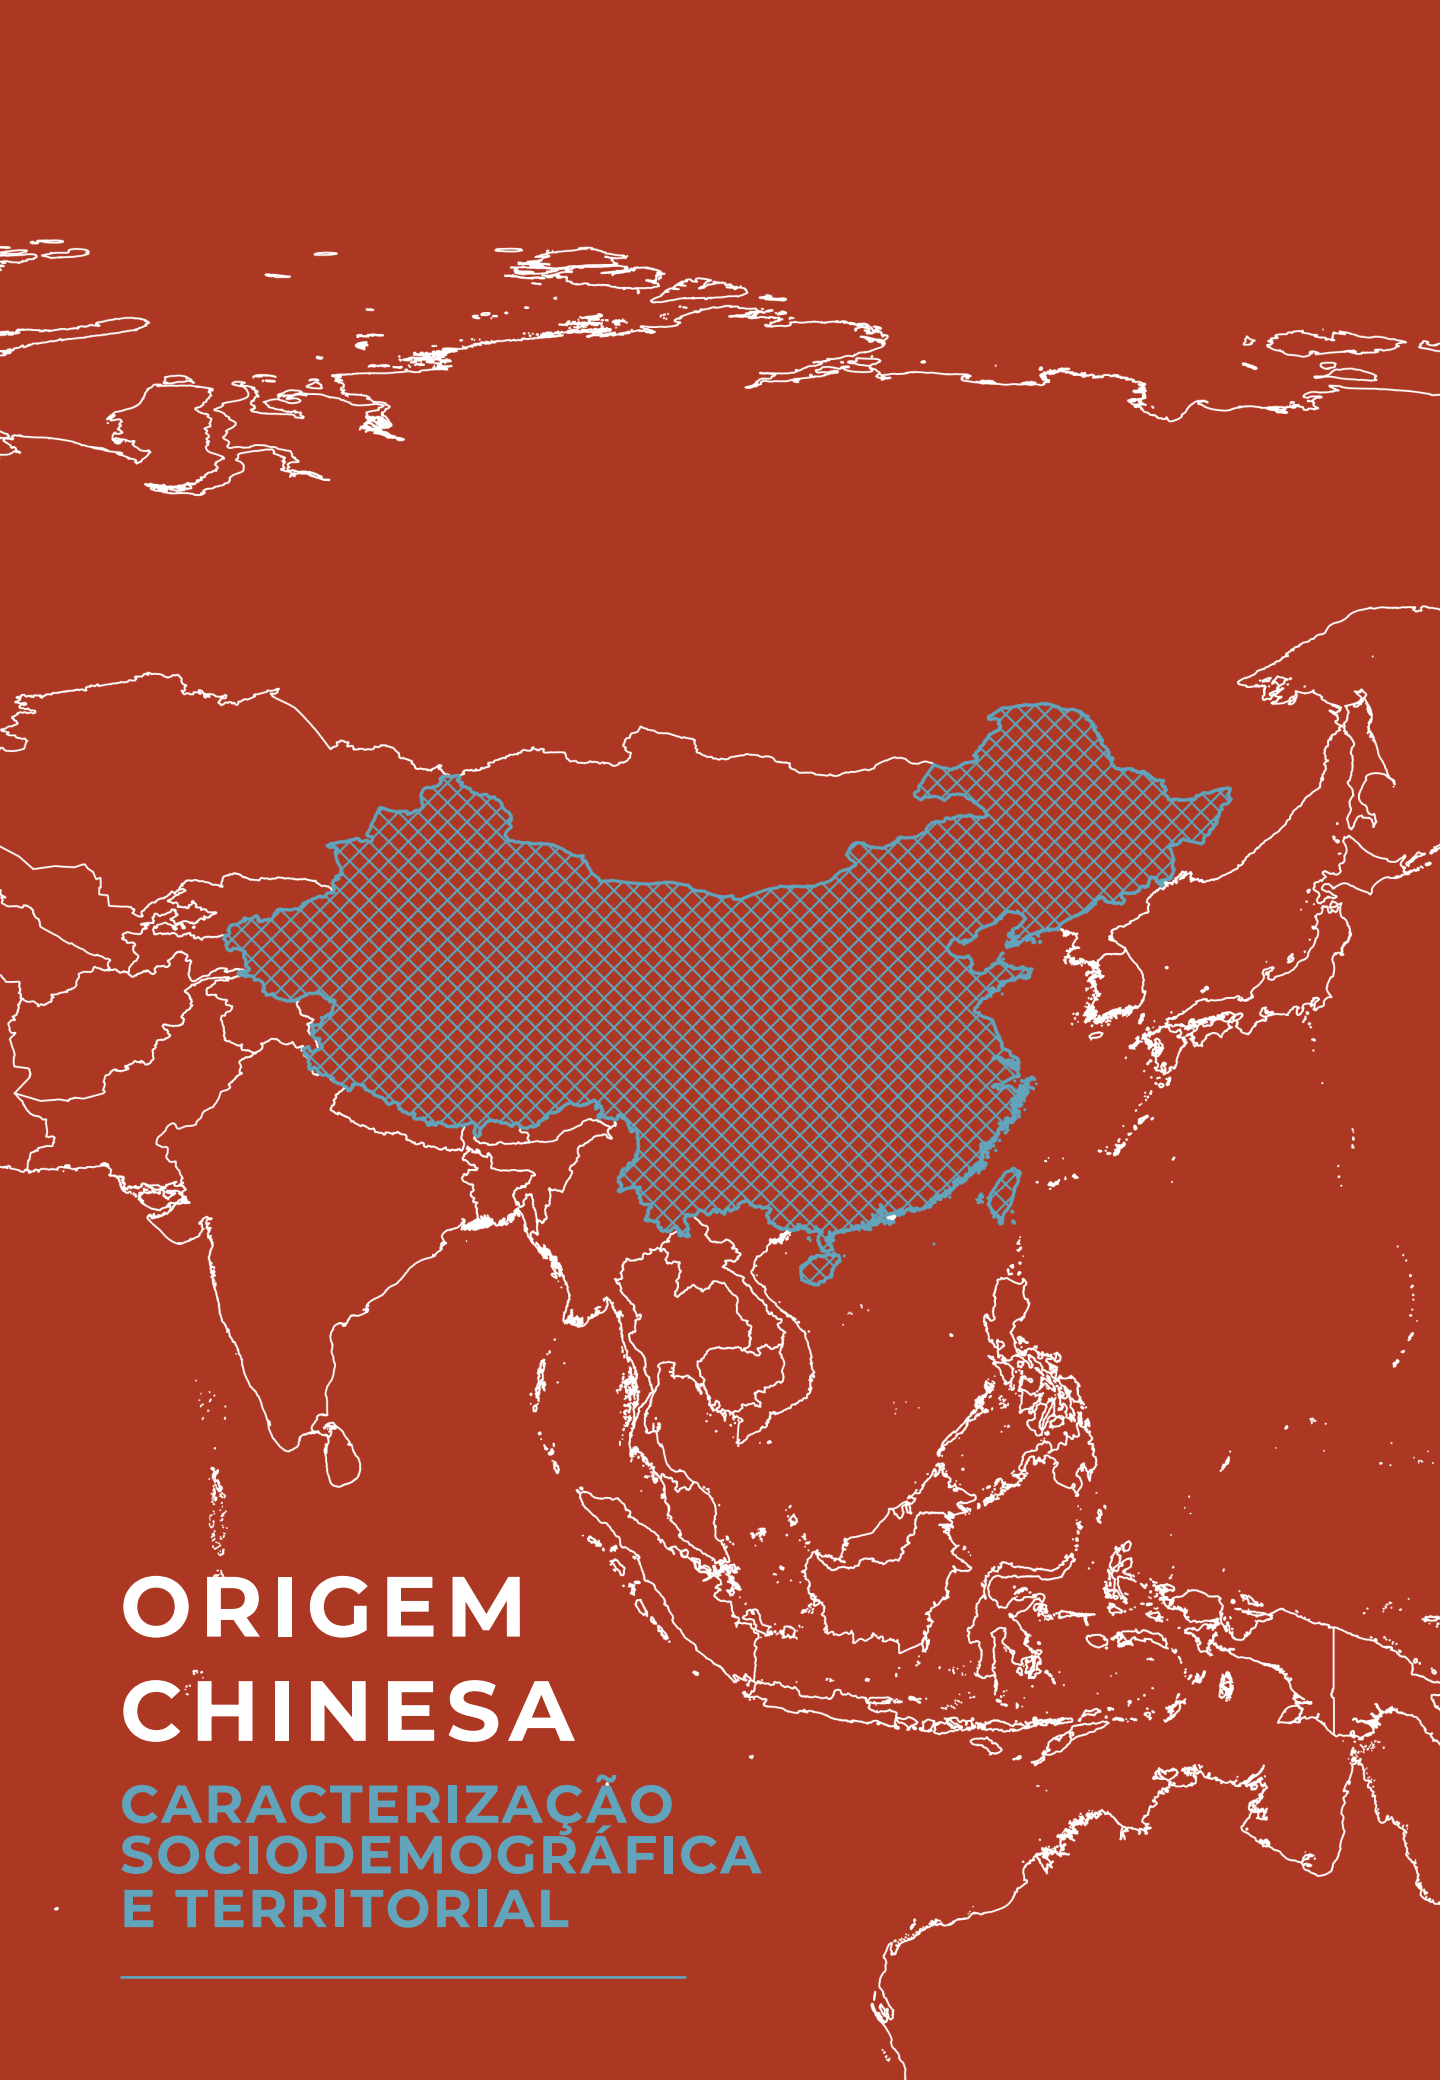 ORIGEM
CHINESA
CARACTERIZAÇÃO
SOCIODEMOGRÁFICA
E TERRITORIAL